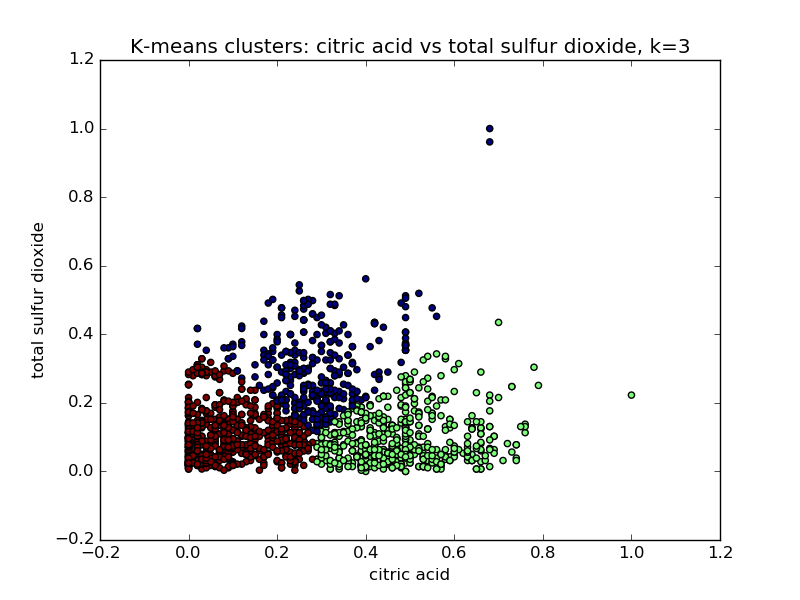 K-means clusters: citric acid vs total sulfur dioxide, k=3
1.2
1.0
0.8
0.6
0.4
0.2
0.0
−0.2
total sulfur dioxide
−0.2 0.0 0.2 0.4 0.6 0.8 1.0 1.2
citric acid